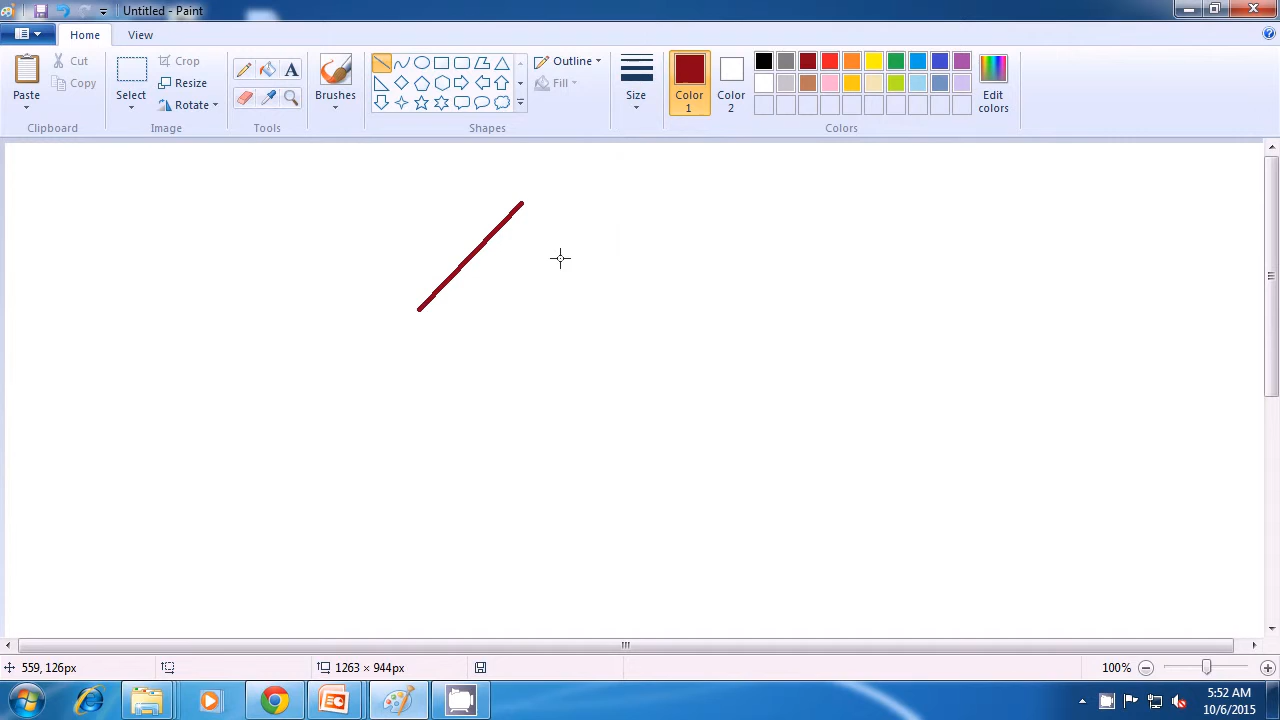 Untitled - Paint
Home
View
Paste
Cut
Copy
Clipboard
Select
Crop
Resize
Rotate
Image
A
Tools
Brushes
Outline
Fill
Shapes
Size
Color 1
Color 2
Edit colors
Colors
559, 126px
1263 × 944px
100%
5:52 AM
10/6/2015